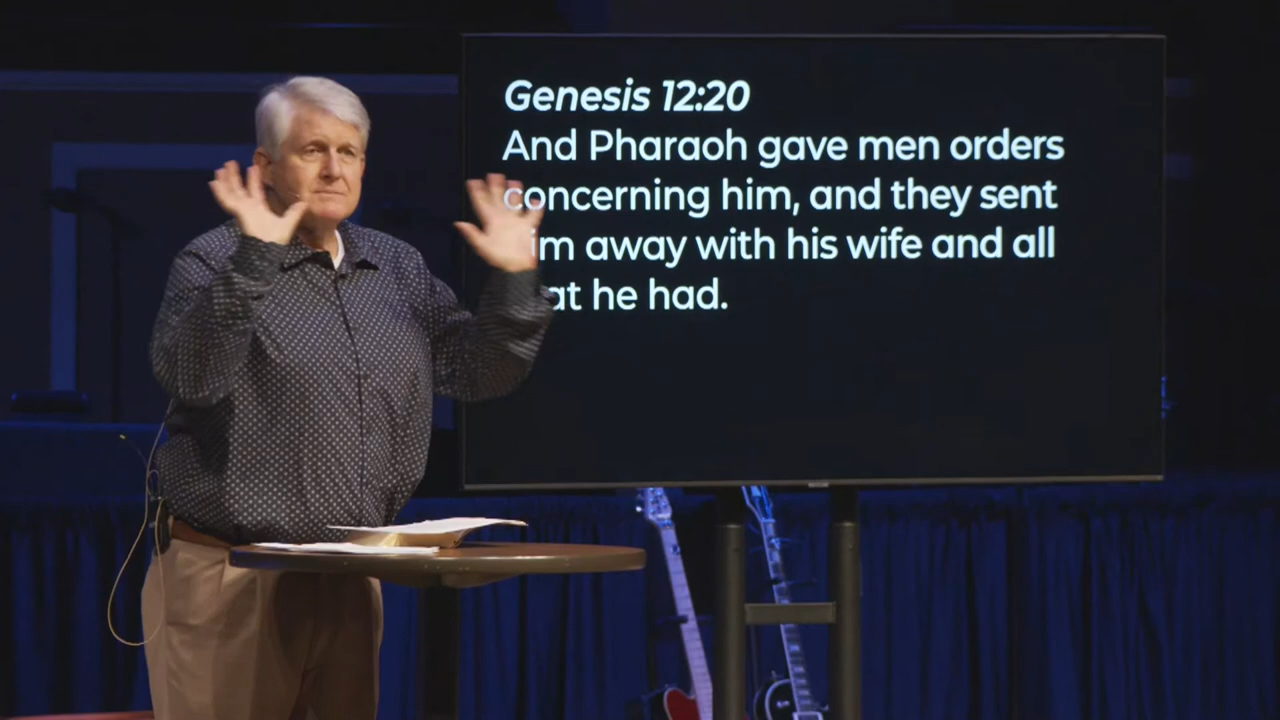 Genesis 12:20
And Pharaoh gave men orders
concerning him, and they sent
away with his wife and all
he had.